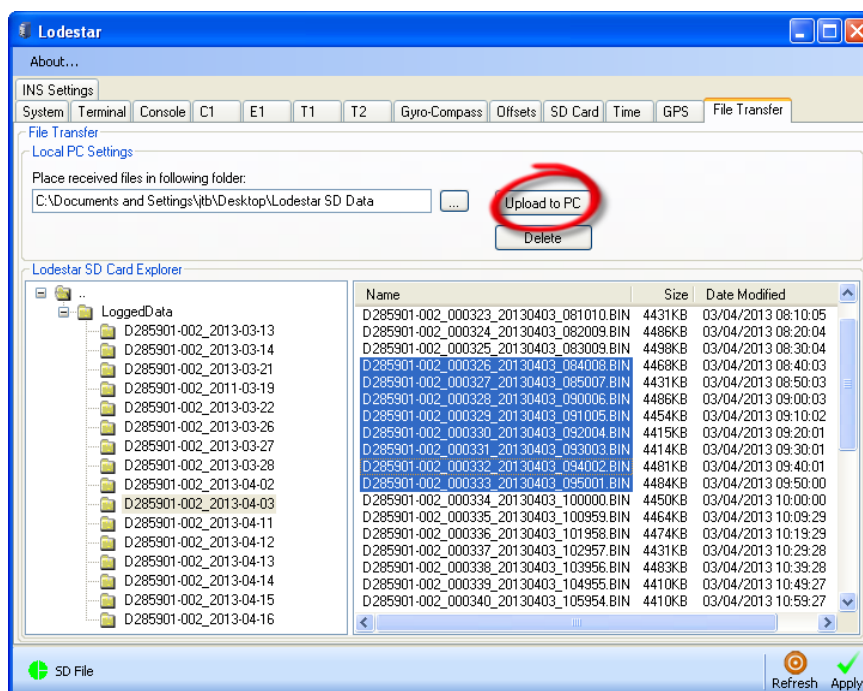 Lodestar
About...
INS Settings
System Terminal Console C1 E1 T1 T2 Gyro-Compass Offsets SD Card Time GPS File Transfer
File Transfer
Local PC Settings
Place received files in following folder:
C:\Documents and Settings\jtb\Desktop\Lodestar SD Data ... Upload to PC
Delete
Lodestar SD Card Explorer
..
LoggedData
D285901-002_2013-03-13
D285901-002_2013-03-14
D285901-002_2013-03-21
D285901-002_2011-03-19
D285901-002_2013-03-22
D285901-002_2013-03-26
D285901-002_2013-03-27
D285901-002_2013-03-28
D285901-002_2013-04-02
D285901-002_2013-04-03
D285901-002_2013-04-11
D285901-002_2013-04-12
D285901-002_2013-04-13
D285901-002_2013-04-14
D285901-002_2013-04-15
D285901-002_2013-04-16
Name Size Date Modified
D285901-002_000323_20130403_081010.BIN 4431KB 03/04/2013 08:10:05
D285901-002_000324_20130403_082009.BIN 4486KB 03/04/2013 08:20:04
D285901-002_000325_20130403_083009.BIN 4498KB 03/04/2013 08:30:04
D285901-002_000326_20130403_084008.BIN 4468KB 03/04/2013 08:40:03
D285901-002_000327_20130403_085007.BIN 4431KB 03/04/2013 08:50:03
D285901-002_000328_20130403_090006.BIN 4486KB 03/04/2013 09:00:03
D285901-002_000329_20130403_091005.BIN 4454KB 03/04/2013 09:10:02
D285901-002_000330_20130403_092004.BIN 4415KB 03/04/2013 09:20:01
D285901-002_000331_20130403_093003.BIN 4414KB 03/04/2013 09:30:01
D285901-002_000332_20130403_094002.BIN 4481KB 03/04/2013 09:40:01
D285901-002_000333_20130403_095001.BIN 4484KB 03/04/2013 09:50:00
D285901-002_000334_20130403_100000.BIN 4450KB 03/04/2013 10:00:00
D285901-002_000335_20130403_100959.BIN 4464KB 03/04/2013 10:09:29
D285901-002_000336_20130403_101958.BIN 4474KB 03/04/2013 10:19:29
D285901-002_000337_20130403_102957.BIN 4431KB 03/04/2013 10:29:28
D285901-002_000338_20130403_103956.BIN 4483KB 03/04/2013 10:39:28
D285901-002_000339_20130403_104955.BIN 4410KB 03/04/2013 10:49:27
D285901-002_000340_20130403_105954.BIN 4410KB 03/04/2013 10:59:27
SD File
Refresh Apply